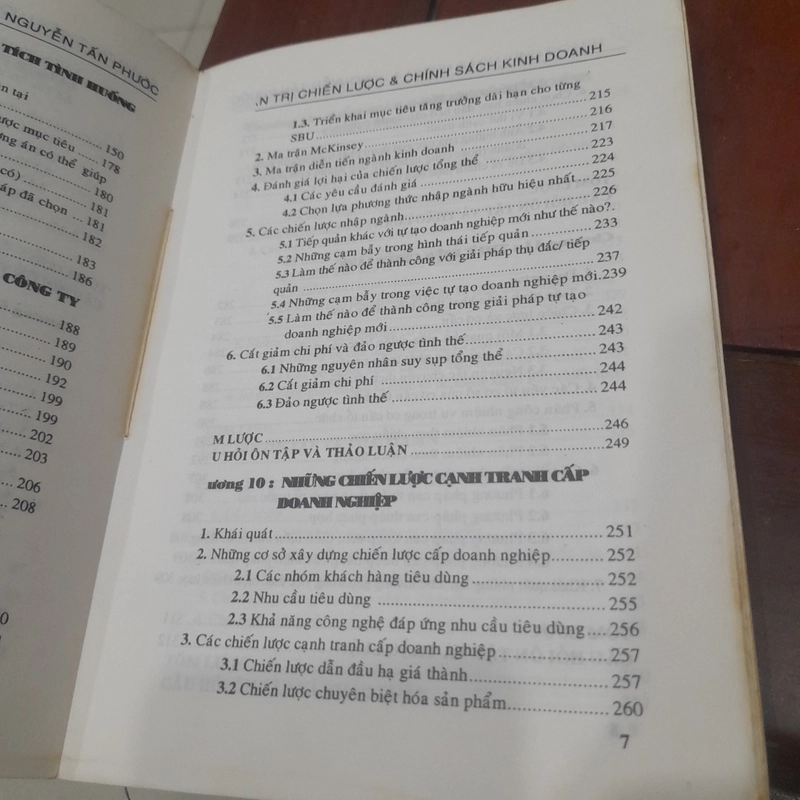 NGUYỄN TẤN PHƯỚC
TÍCH TÌNH HUỐNG
n tại
........ 150
ược mục tiêu ...... 178
ng án có thể giúp
........ 180
có) ........ 181
áp đã chọn ... 181
........ 182
........ 183
........ 186
CÔNG TY
........ 188
........ 189
........ 190
........ 192
........ 199
........ 199
........ 202
........ 203
........ 206
........ 208
N TRỊ CHIẾN LƯỢC & CHÍNH SÁCH KINH DOANH
1.3. Triển khai mục tiêu tăng trưởng dài hạn cho từng
SBU........ 215
2. Ma trận McKinsey........ 216
3. Ma trận diễn tiến ngành kinh doanh ........ 217
4. Đánh giá lợi hại của chiến lược tổng thể ........ 223
4.1 Các yêu cầu đánh giá ........ 224
4.2 Chọn lựa phương thức nhập ngành hữu hiệu nhất ..... 225
5. Các chiến lược nhập ngành........ 226
5.1 Tiếp quản khác với tự tạo doanh nghiệp mới như thế nào?.
5.2 Những cạm bẫy trong hình thái tiếp quản ........ 233
5.3 Làm thế nào để thành công với giải pháp thụ đắc/ tiếp
quản ........ 237
5.4 Những cạm bẫy trong việc tự tạo doanh nghiệp mới.239
5.5 Làm thế nào để thành công trong giải pháp tự tạo
doanh nghiệp mới ........ 242
6. Cắt giảm chi phí và đảo ngược tình thế........ 243
6.1 Những nguyên nhân suy sụp tổng thể ........ 243
6.2 Cắt giảm chi phí ........ 244
6.3 Đảo ngược tình thế ........ 244
M LƯỢC........ 246
U HỎI ÔN TẬP VÀ THẢO LUẬN........ 249
ương 10 : NHỮNG CHIẾN LƯỢC CẠNH TRANH CẤP
DOANH NGHIỆP
1. Khái quát........ 251
2. Những cơ sở xây dựng chiến lược cấp doanh nghiệp........ 252
2.1 Các nhóm khách hàng tiêu dùng ........ 252
2.2 Nhu cầu tiêu dùng ........ 255
2.3 Khả năng công nghệ đáp ứng nhu cầu tiêu dùng .... 256
3. Các chiến lược cạnh tranh cấp doanh nghiệp........ 257
3.1 Chiến lược dẫn đầu hạ giá thành........ 257
3.2 Chiến lược chuyên biệt hóa sản phẩm........ 260
7